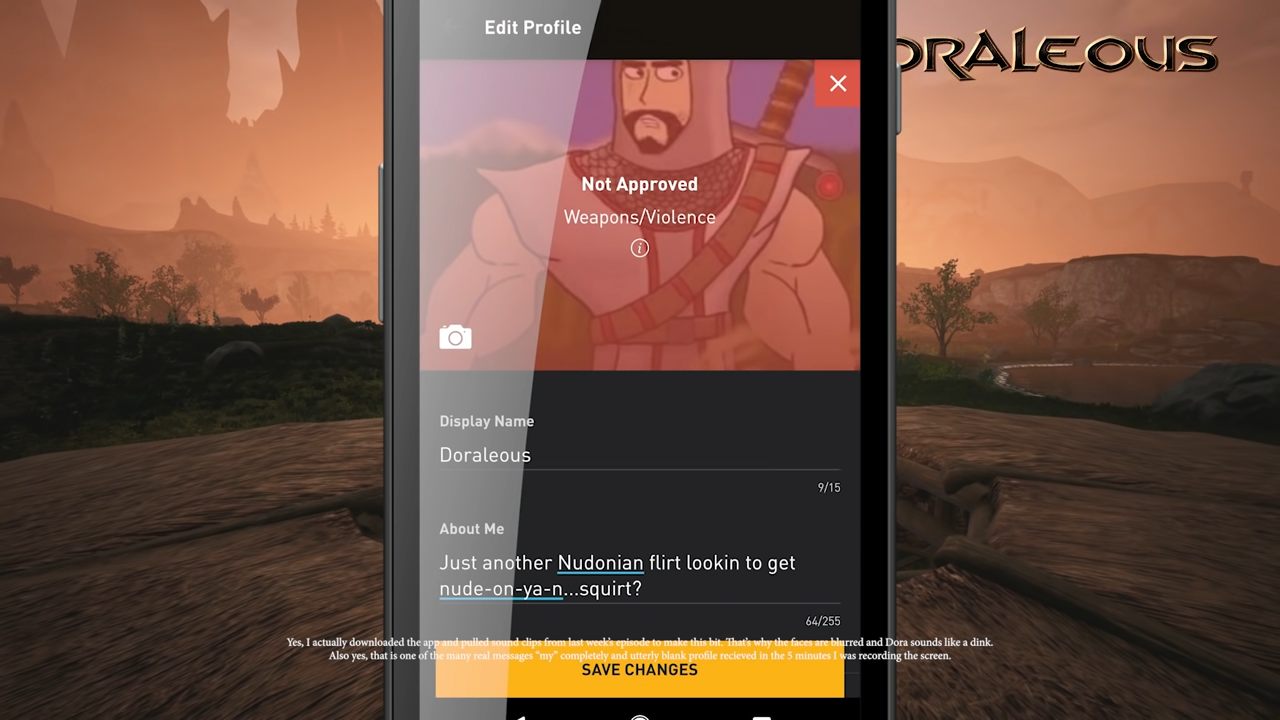 Edit Profile
DORALEOUS
Not Approved
Weapons/Violence
Display Name
Doraleous
9/15
About Me
Just another Nudonian flirt lookin to get
nude-on-ya-n...squirt?
64/255
Yes, I actually downloaded the app and pulled sound clips from last week's episode to make this bit. That's why the faces are blurred and Dora sounds like a dink.
Also yes, that is one of the many real messages "my" completely and utterly blank profile recieved in the 5 minutes I was recording the screen.
SAVE CHANGES